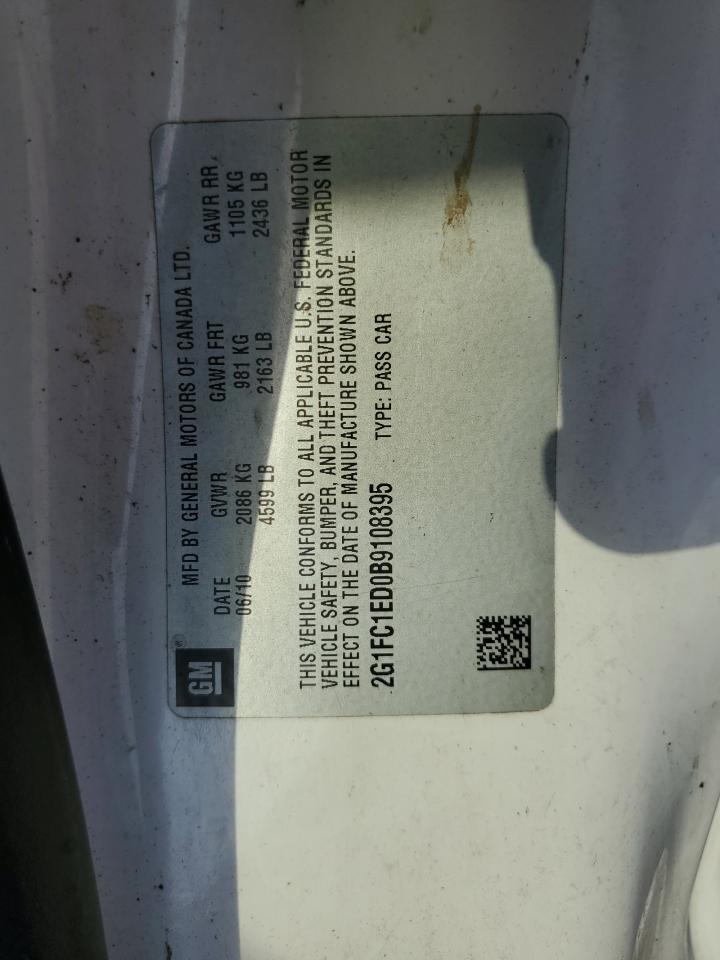 GM®
MFD BY GENERAL MOTORS OF CANADA LTD.
DATE GVWR GAWR FRT GAWR RR
06/10 2086 KG 981 KG 1105 KG
4599 LB 2163 LB 2436 LB
THIS VEHICLE CONFORMS TO ALL APPLICABLE U.S. FEDERAL MOTOR
VEHICLE SAFETY, BUMPER, AND THEFT PREVENTION STANDARDS IN
EFFECT ON THE DATE OF MANUFACTURE SHOWN ABOVE.
2G1FC1ED0B9108395 TYPE: PASS CAR